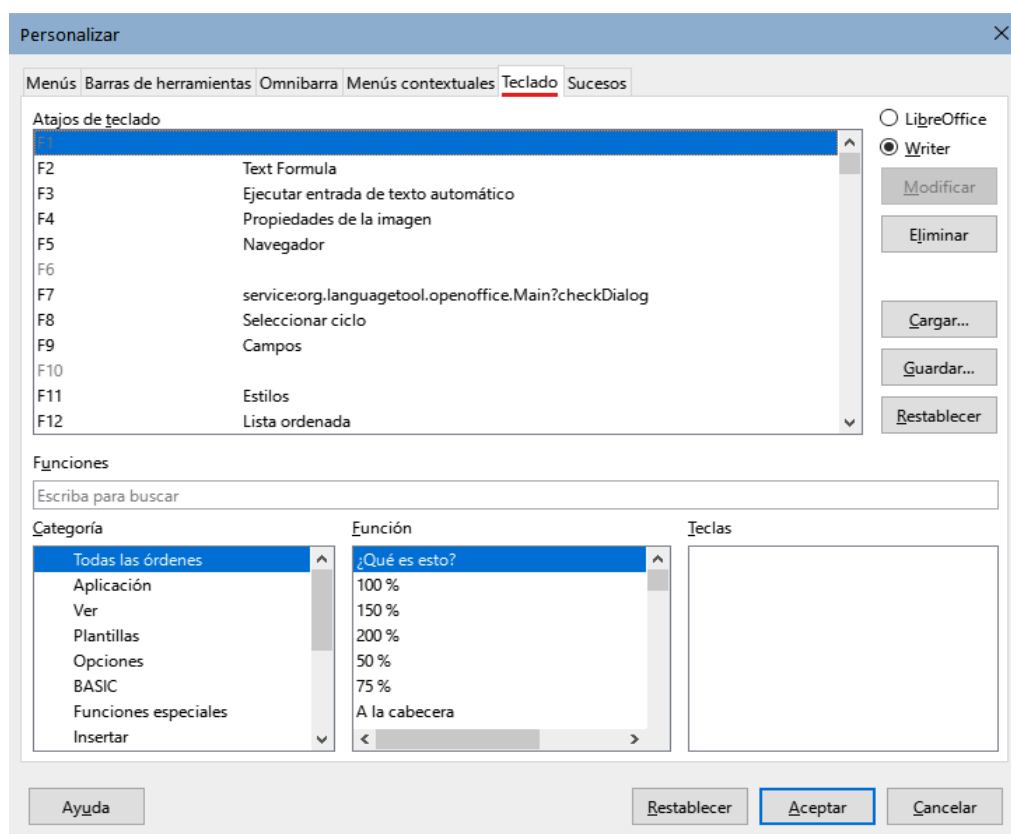 Personalizar
Menús Barras de herramientas Omnibarra Menús contextuales Teclado Sucesos
Atajos de teclado
F1
F2 Text Formula
F3 Ejecutar entrada de texto automático
F4 Propiedades de la imagen
F5 Navegador
F6
F7 service:org.languagetool.openoffice.Main?checkDialog
F8 Seleccionar ciclo
F9 Campos
F10
F11 Estilos
F12 Lista ordenada
LibreOffice
Writer
Modificar
Eliminar
Cargar...
Guardar...
Restablecer
Funciones
Escriba para buscar
Categoría
Todas las órdenes
Aplicación
Ver
Plantillas
Opciones
BASIC
Funciones especiales
Insertar
Función
¿Qué es esto?
100 %
150 %
200 %
50 %
75 %
A la cabecera
Teclas
Ayuda
Restablecer
Aceptar
Cancelar